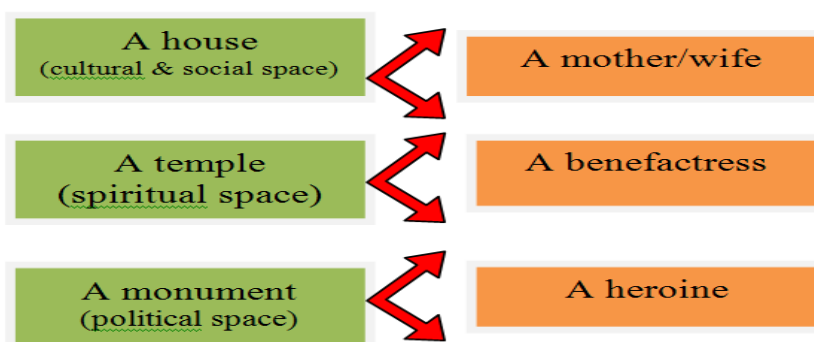 A house
(cultural & social space)
A mother/wife
A temple
(spiritual space)
A benefactress
A monument
(political space)
A heroine